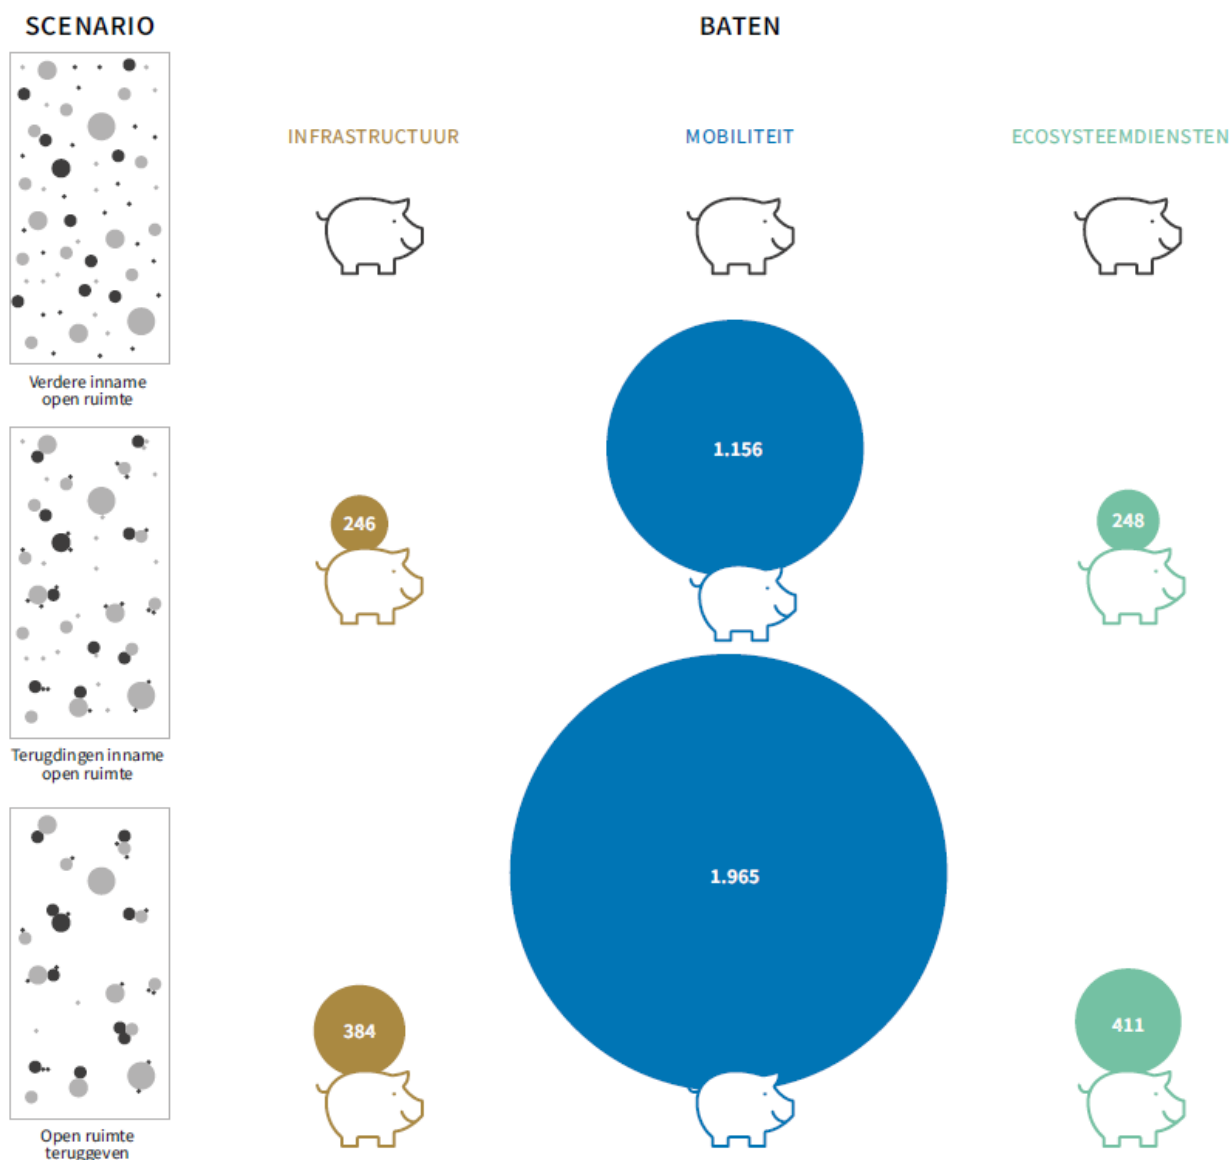 SCENARIO
BATEN
INFRASTRUCTUUR
MOBILITEIT
ECOSYSTEEMDIENSTEN
Verdere inname
open ruimte
1.156
246
248
Terugdingen inname
open ruimte
1.965
384
411
Open ruimte
teruggeven